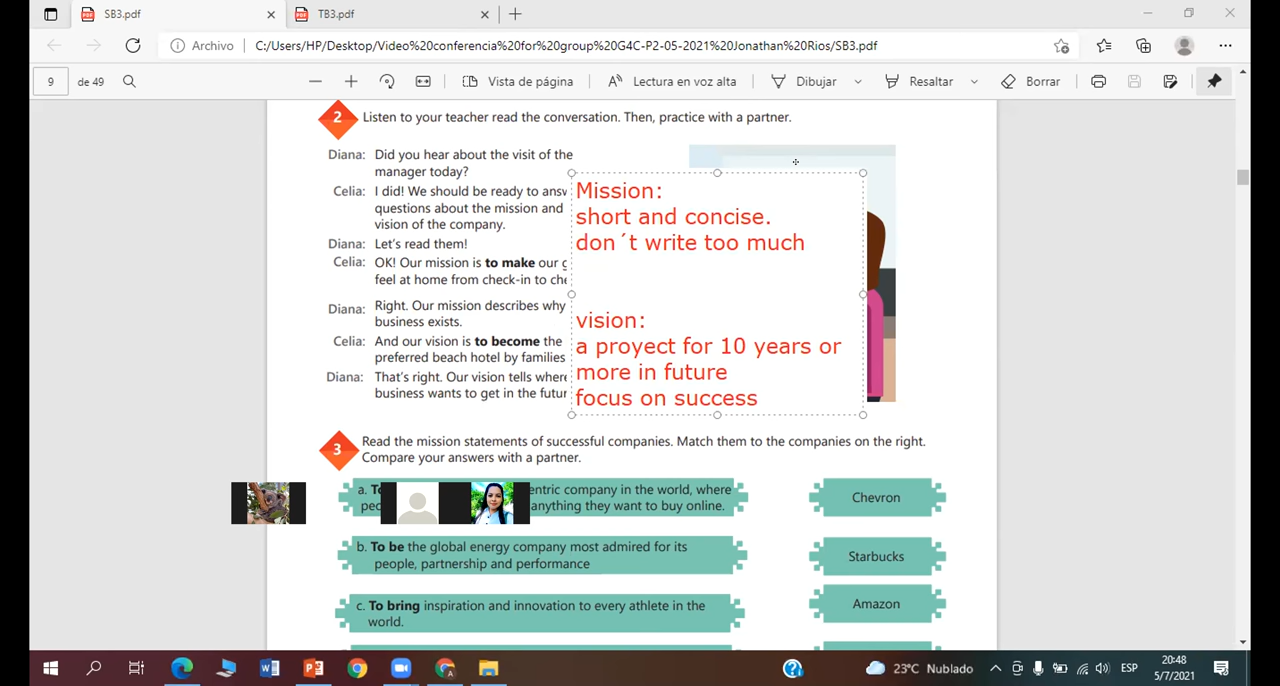 SB3.pdf
TB3.pdf
Archivo
C:/Users/HP/Desktop/Video%20conferencia%20for%20group%20G4C-P2-05-2021%20Jonathan%20Rios/SB3.pdf
9 de 49
Vista de página
Lectura en voz alta
Dibujar
Resaltar
Borrar
2 Listen to your teacher read the conversation. Then, practice with a partner.
Diana: Did you hear about the visit of the
manager today?
Celia: I did! We should be ready to
questions about the mission and
vision of the company.
Diana: Let's read them!
Celia: OK! Our mission is to make our
feel at home from check-in to
Diana: Right. Our mission describes why
business exists.
Celia: And our vision is to become the
preferred beach hotel by families
Diana: That's right. Our vision tells
business wants to get in the
Mission:
short and concise.
don´t write too much
vision:
a proyect for 10 years or
more in future
focus on success
3 Read the mission statements of successful companies. Match them to the companies on the right.
Compare your answers with a partner.
a. company in the world, where
anything they want to buy online.
b. To be the global energy company most admired for its
people, partnership and performance
c. To bring inspiration and innovation to every athlete in the
world.
Chevron
Starbucks
Amazon
23°C Nublado
ESP
20:48
5/7/2021